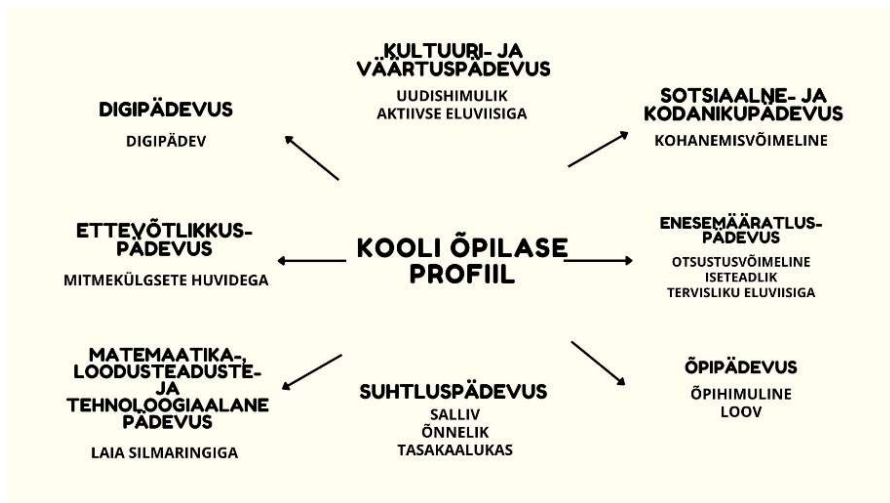 KULTUURI- JA
VÄÄRTUSPÄDEVUS
UUDISHIMULIK
AKTIIVSE ELUVIISIGA
DIGIPÄDEVUS
DIGIPÄDEV
SOTSIAALNE- JA
KODANIKUPÄDEVUS
KOHANEMISVÕIMELINE
ETTEVÕTLIKKUS-
PÄDEVUS
MITMEKÜLGSETE HUVIDEGA
KOOLI ÕPILASE
PROFIIL
ENESEMÄÄRATLUS-
PÄDEVUS
OTSUSTUSVÕIMELINE
ISETEADLIK
TERVISLIKU ELUVIISIGA
MATEMAATIKA-,
LOODUSTEADUSTE-
JA
TEHNOLOOGIAALANE
PÄDEVUS
LAIA SILMARINGIGA
SUHTLUSPÄDEVUS
SALLIV
ÕNNELIK
TASAKAALUKAS
ÕPIPÄDEVUS
ÕPIHIMULINE
LOOV